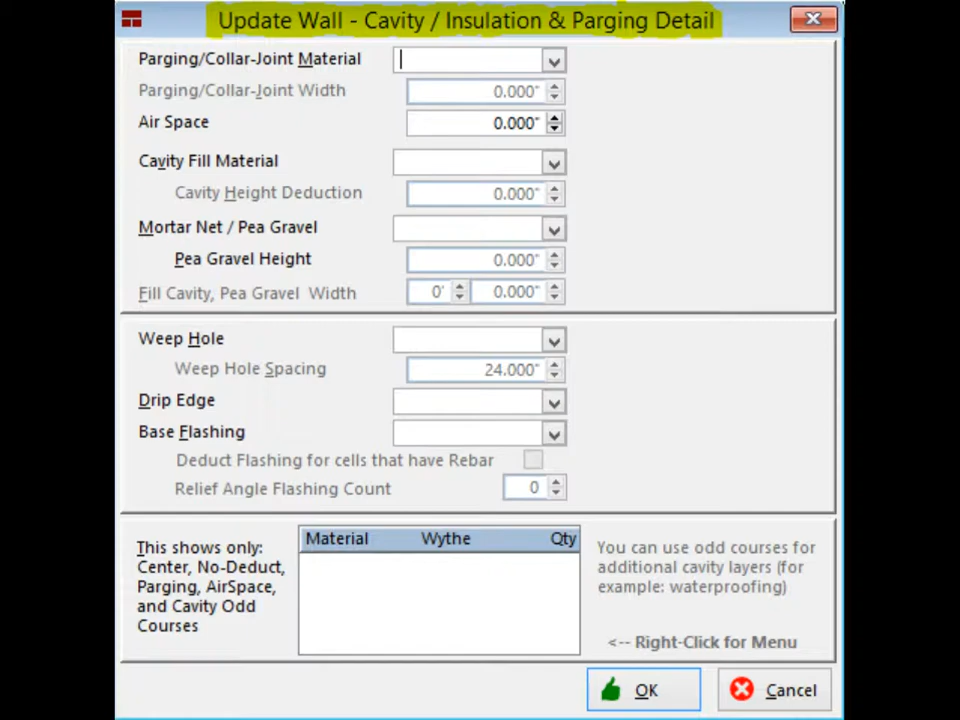 Update Wall - Cavity / Insulation & Parging Detail
Parging/Collar-Joint Material
Parging/Collar-Joint Width 0.000"
Air Space 0.000"
Cavity Fill Material
Cavity Height Deduction 0.000"
Mortar Net / Pea Gravel
Pea Gravel Height 0.000"
Fill Cavity, Pea Gravel Width 0' 0.000"
Weep Hole
Weep Hole Spacing 24.000"
Drip Edge
Base Flashing
Deduct Flashing for cells that have Rebar
Relief Angle Flashing Count 0
This shows only:
Center, No-Deduct,
Parging, AirSpace,
and Cavity Odd
Courses
Material Wythe Qty
You can use odd courses for
additional cavity layers (for
example: waterproofing)
<-- Right-Click for Menu
OK Cancel